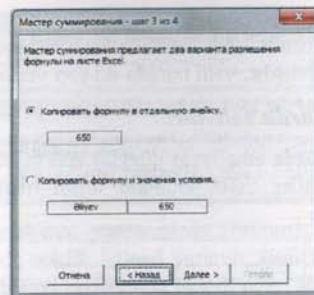 Мастер суммирования - шаг 3 из 4
Мастер суммирования предлагает два варианта размещения
формулы на листе Excel.
Копировать формулу в отдельную ячейку.
650
Копировать формулу и значения условия.
Əliyev 650
Отмена < Назад Далее > Готово